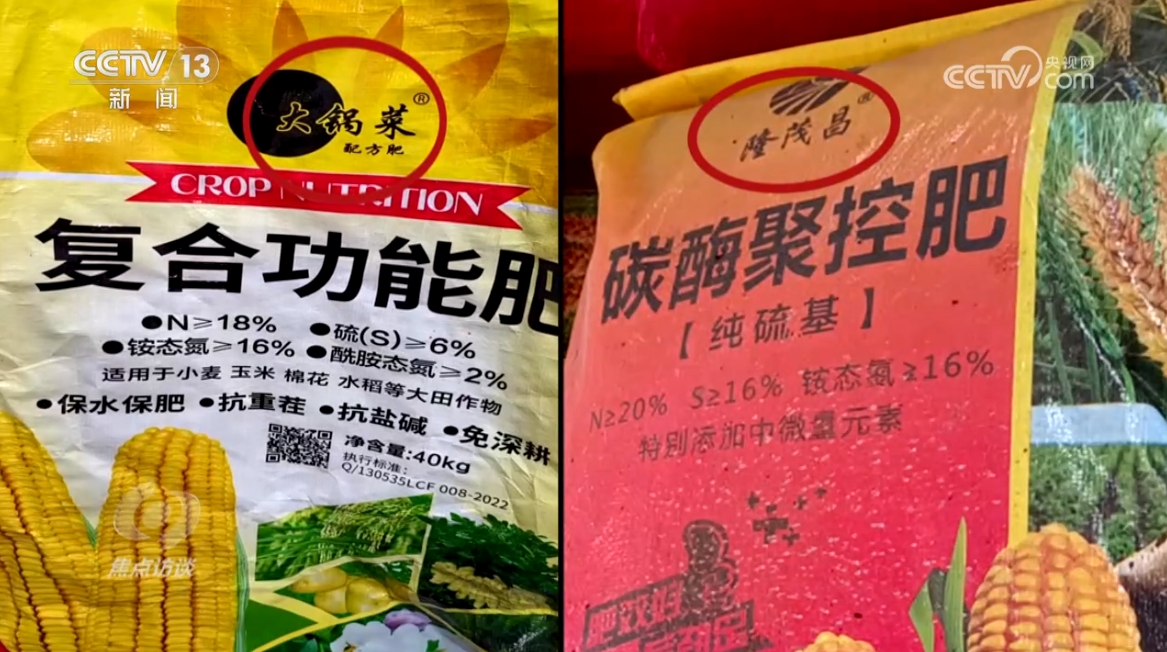 CCTV 13
新闻
大锅菜®
配方肥
CROP NUTRITION
复合功能肥
●N≥18% ●硫(S)≥6%
●铵态氮≥16% ●酰胺态氮≥2%
适用于小麦 玉米 棉花 水稻等大田作物
●保水保肥 ●抗重茬 ●抗盐碱 ●免深耕
净含量:40kg
执行标准:
Q/130535LCF 008-2022
焦点访谈
CCTV.com
央视网
隆茂昌®
碳酶聚控肥
【纯硫基】
N≥20% S≥16% 铵态氮≥16%
特别添加中微量元素
肥效好